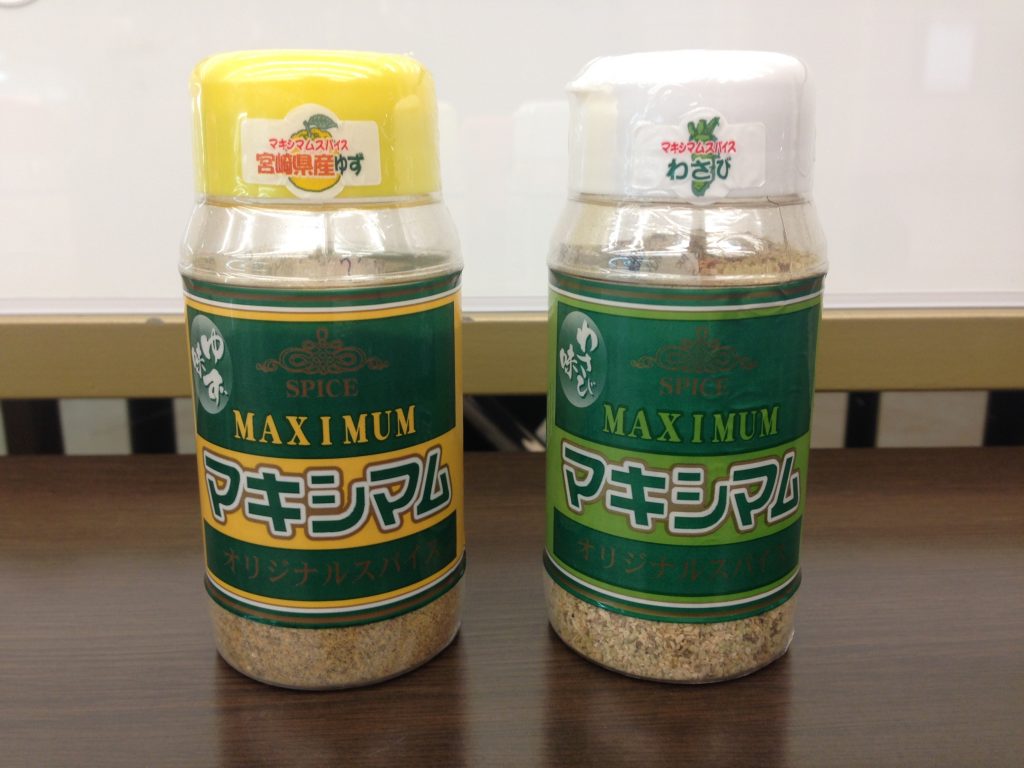 マキシマムスパイス
宮崎県産ゆず
ゆず味
SPICE
MAXIMUM
マキシマム
オリジナルスパイス
マキシマムスパイス
わさび
わさび味
SPICE
MAXIMUM
マキシマム
オリジナルスパイス